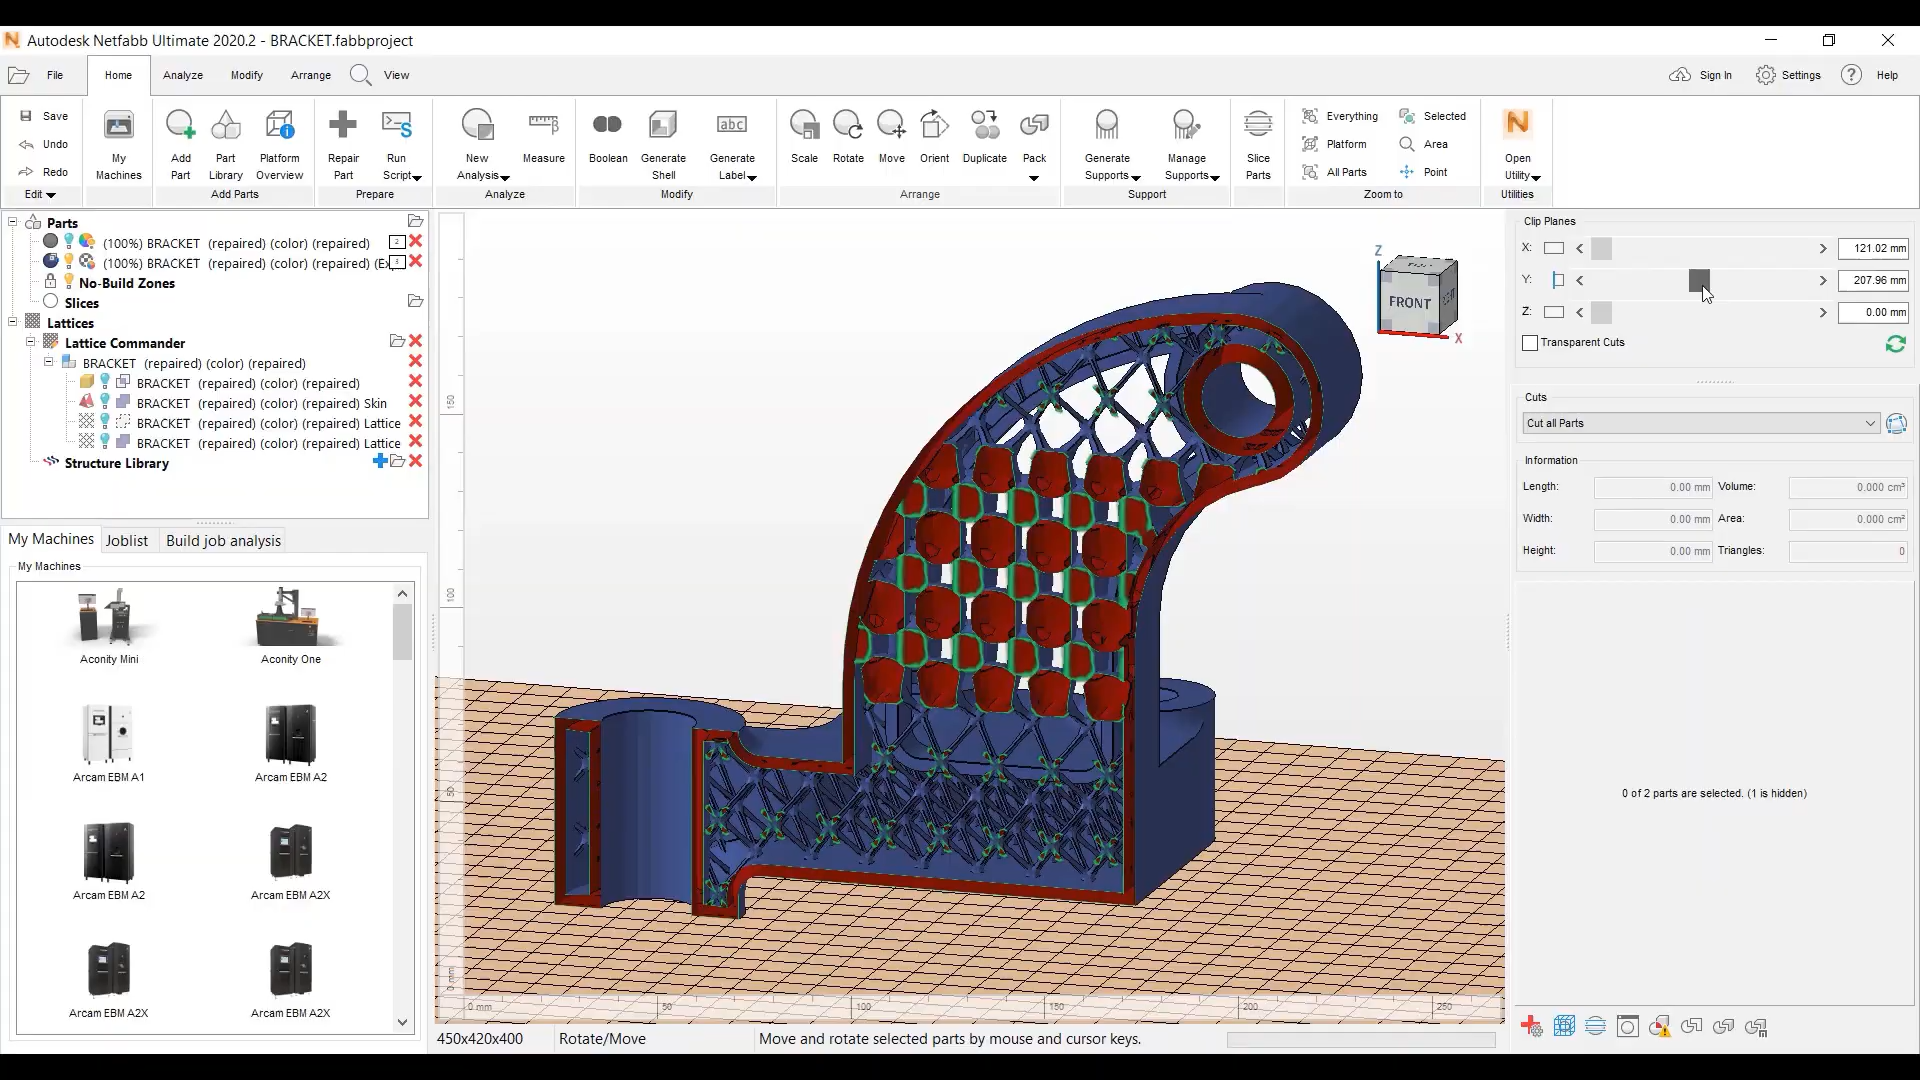 Autodesk Netfabb Ultimate 2020.2 - BRACKET.fabbproject
File Home Analyze Modify Arrange View Sign In Settings Help
Save
Undo
Redo
Edit
My Machines
Add Part
Part Library
Platform Overview
Add Parts
Repair Part
Run Script
Prepare
New Analysis
Measure
Analyze
Boolean
Generate Shell
Generate Label
abc
Modify
Scale
Rotate
Move
Orient
Duplicate
Pack
Arrange
Generate Supports
Manage Supports
Support
Slice Parts
Everything
Selected
Platform
Area
All Parts
Point
Zoom to
Open Utility
Utilities
Parts
(100%) BRACKET (repaired) (color) (repaired) 2
(100%) BRACKET (repaired) (color) (repaired) (Ex 3
No-Build Zones
Slices
Lattices
Lattice Commander
BRACKET (repaired) (color) (repaired)
BRACKET (repaired) (color) (repaired)
BRACKET (repaired) (color) (repaired) Skin
BRACKET (repaired) (color) (repaired) Lattice
BRACKET (repaired) (color) (repaired) Lattice
Structure Library
My Machines Joblist Build job analysis
My Machines
Aconity Mini
Aconity One
Arcam EBM A1
Arcam EBM A2
Arcam EBM A2
Arcam EBM A2X
Arcam EBM A2X
Arcam EBM A2X
150
100
50
0 mm
0 mm 50 100 150 200 250
Z
FRONT
X
450x420x400 Rotate/Move Move and rotate selected parts by mouse and cursor keys.
Clip Planes
X: 121.02 mm
Y: 207.96 mm
Z: 0.00 mm
Transparent Cuts
Cuts
Cut all Parts
Information
Length: 0.00 mm Volume: 0.000 cm³
Width: 0.00 mm Area: 0.000 cm²
Height: 0.00 mm Triangles: 0
0 of 2 parts are selected. (1 is hidden)